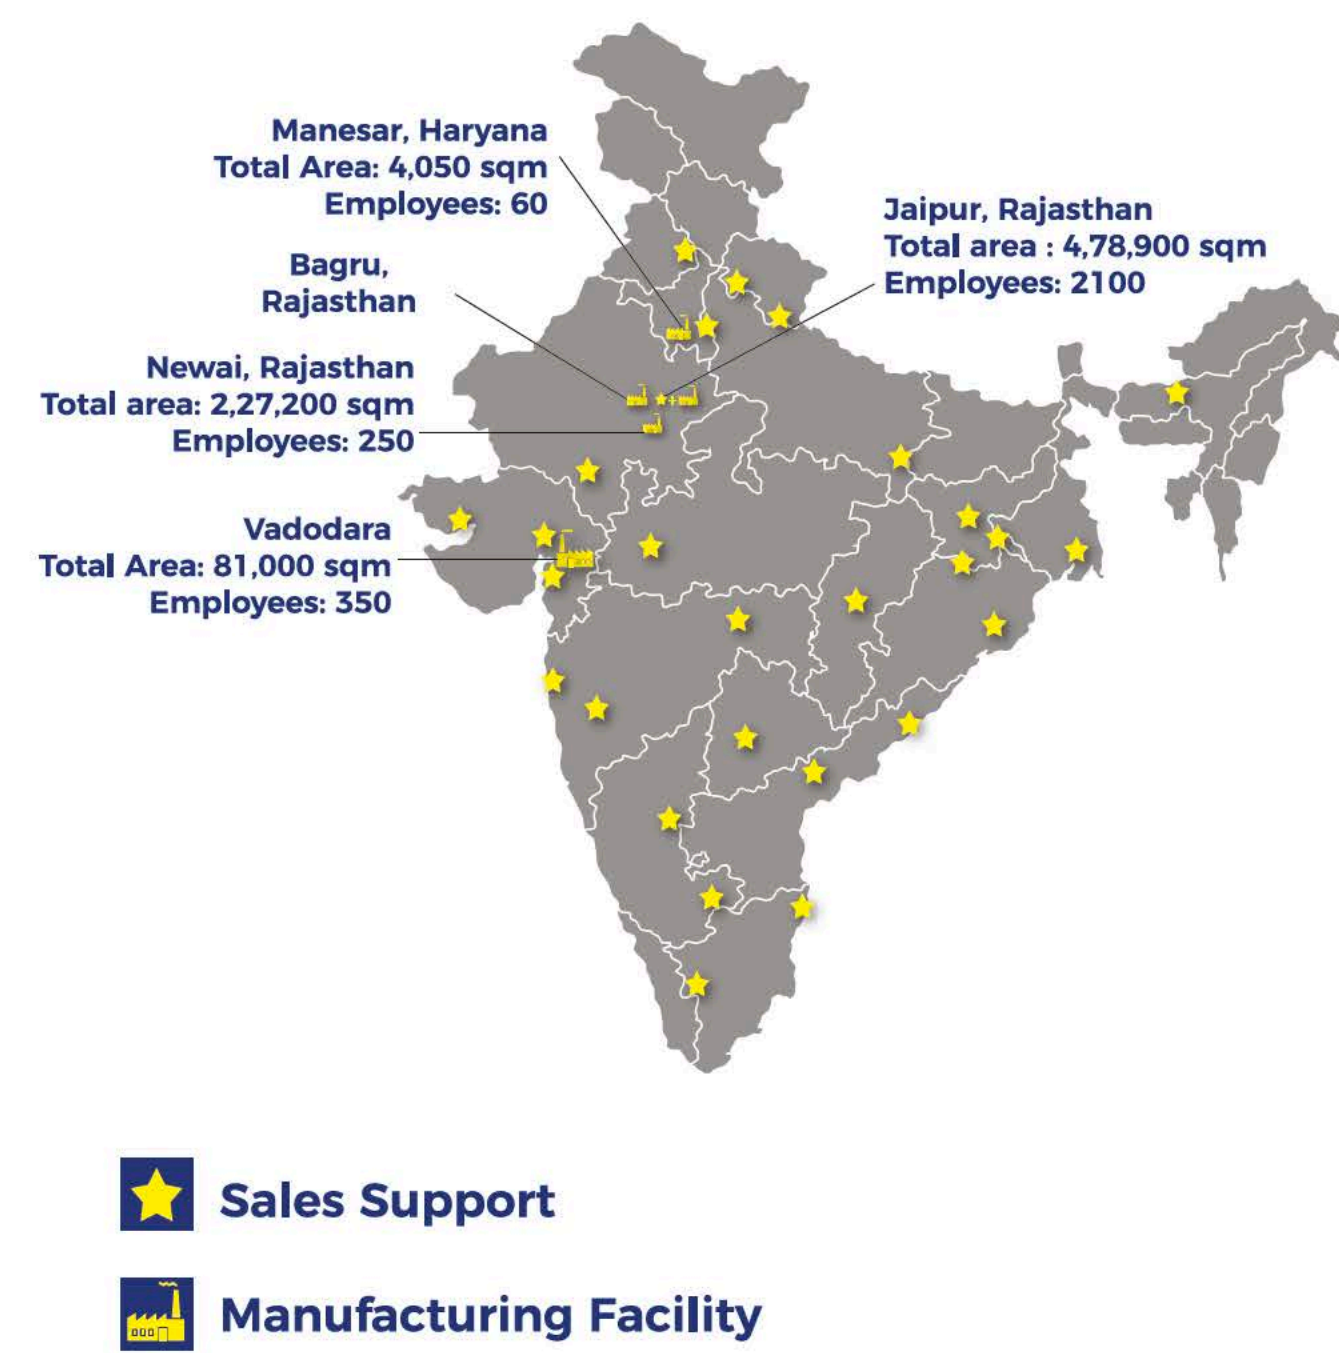 Manesar, Haryana
Total Area: 4,050 sqm
Employees: 60
Jaipur, Rajasthan
Total area : 4,78,900 sqm
Employees: 2100
Bagru,
Rajasthan
Newai, Rajasthan
Total area: 2,27,200 sqm
Employees: 250
Vadodara
Total Area: 81,000 sqm
Employees: 350
Sales Support
Manufacturing Facility